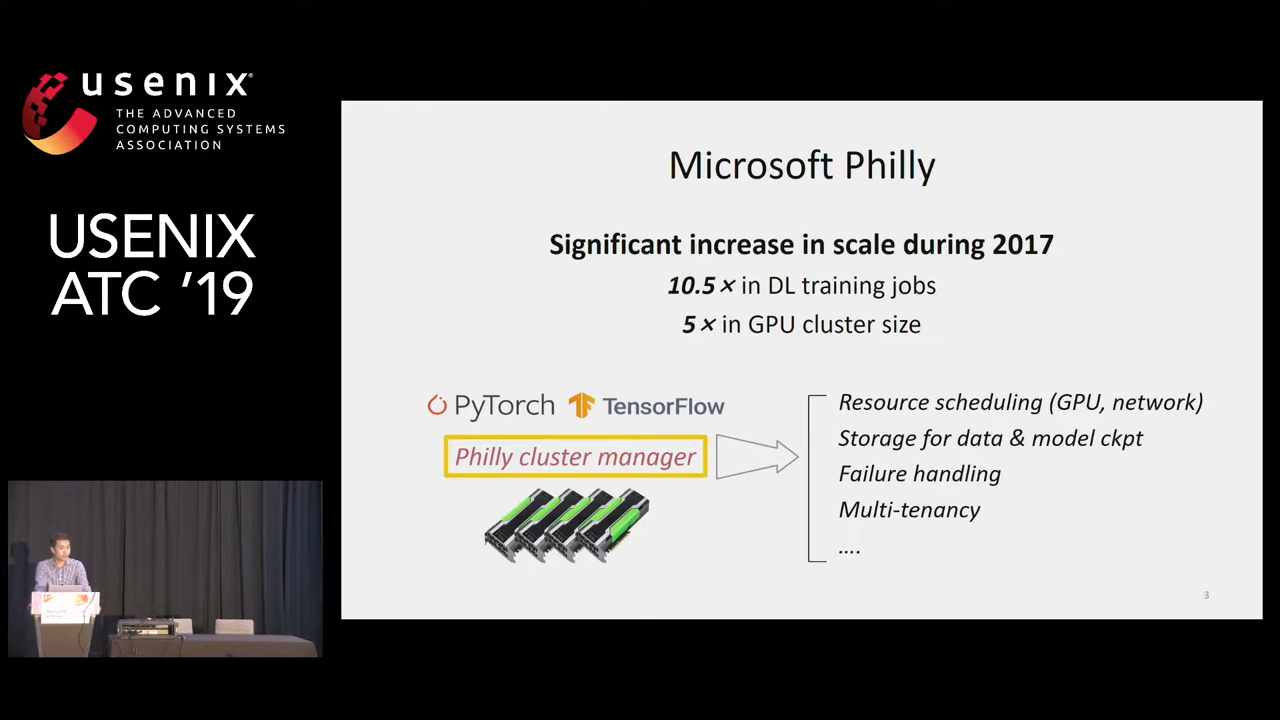 usenix
THE ADVANCED
COMPUTING SYSTEMS
ASSOCIATION
USENIX
ATC '19
Microsoft Philly
Significant increase in scale during 2017
10.5× in DL training jobs
5× in GPU cluster size
PyTorch
TensorFlow
Philly cluster manager
Resource scheduling (GPU, network)
Storage for data & model ckpt
Failure handling
Multi-tenancy
....
3